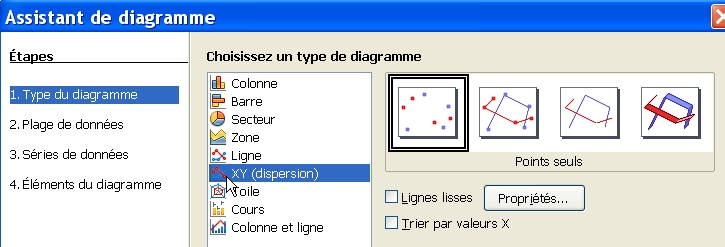 Assistant de diagramme
Étapes
1. Type du diagramme
2. Plage de données
3. Séries de données
4. Éléments du diagramme
Choisissez un type de diagramme
Colonne
Barre
Secteur
Zone
Ligne
XY (dispersion)
Toile
Cours
Colonne et ligne
Points seuls
Lignes lisses
Propriétés...
Trier par valeurs X